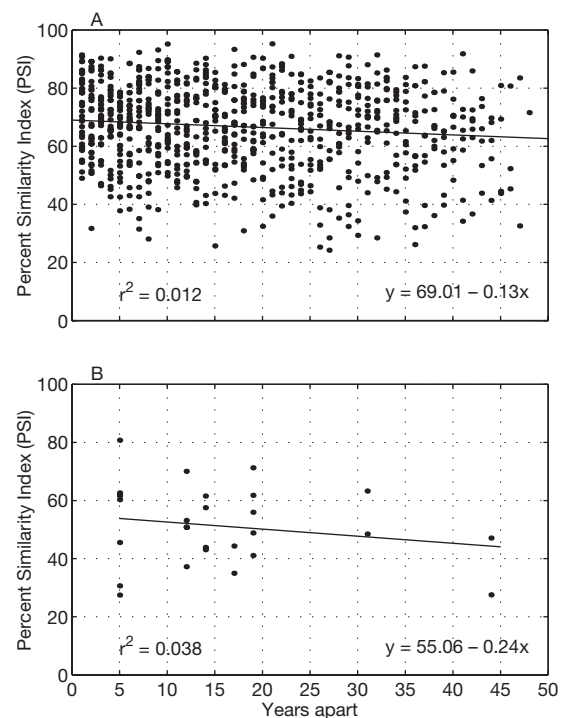 A
100
80
60
40
20
0
Percent Similarity Index (PSI)
r² = 0.012
y = 69.01 – 0.13x
B
100
80
60
40
20
0
Percent Similarity Index (PSI)
r² = 0.038
y = 55.06 – 0.24x
0 5 10 15 20 25 30 35 40 45 50
Years apart